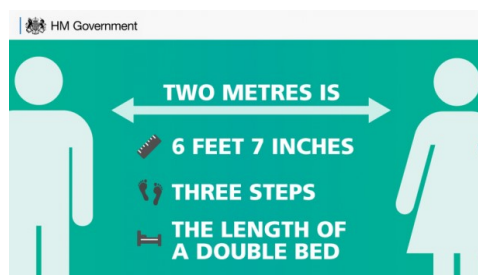 HM Government
TWO METRES IS
6 FEET 7 INCHES
THREE STEPS
THE LENGTH OF
A DOUBLE BED